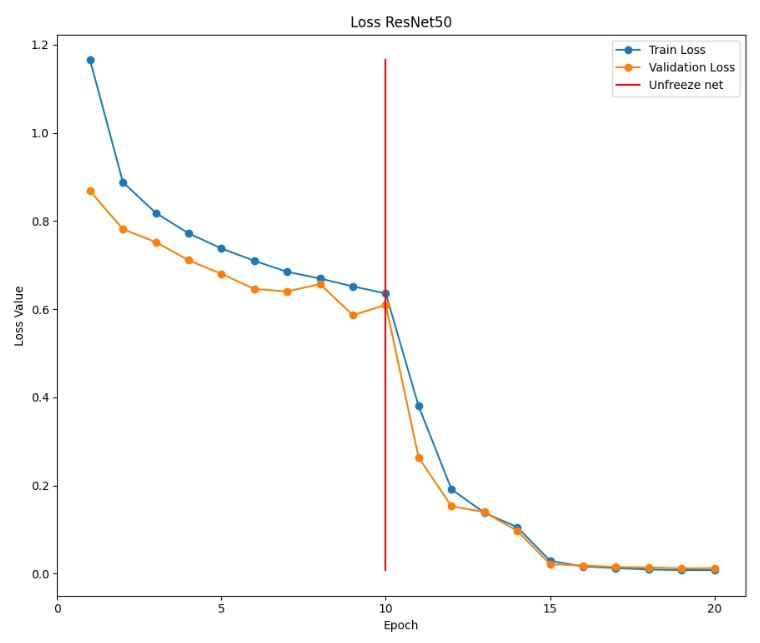 Loss ResNet50
Train Loss
Validation Loss
Unfreeze net
1.2
1.0
0.8
0.6
0.4
0.2
0.0
Loss Value
0 5 10 15 20
Epoch